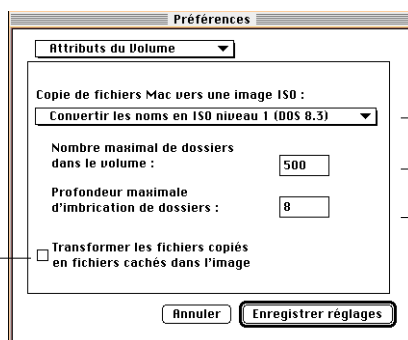 Préférences
Attributs du Volume
Copie de fichiers Mac vers une image ISO :
Convertir les noms en ISO niveau 1 (DOS 8.3)
Nombre maximal de dossiers
dans le volume :
500
Profondeur maximale
d'imbrication de dossiers :
8
Transformer les fichiers copiés
en fichiers cachés dans l'image
Annuler
Enregistrer réglages